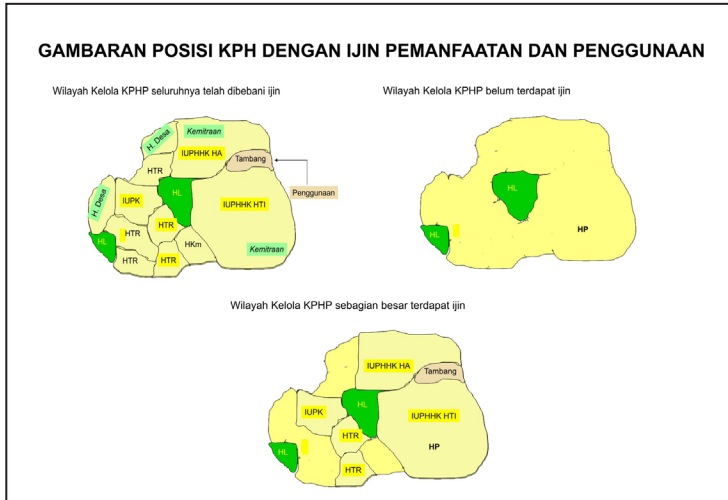 GAMBARAN POSISI KPH DENGAN IJIN PEMANFAATAN DAN PENGGUNAAN
Wilayah Kelola KPHP seluruhnya telah dibebani ijin
H. Desa
Kemitraan
IUPHHK HA
HTR
Tambang
Penggunaan
H. Desa
IUPK
HL
IUPHHK HTI
HTR
HTR
HL
HKm
Kemitraan
HTR
HTR
Wilayah Kelola KPHP belum terdapat ijin
HL
HL
HP
Wilayah Kelola KPHP sebagian besar terdapat ijin
IUPHHK HA
Tambang
HL
IUPK
IUPHHK HTI
HTR
HL
HP
HTR